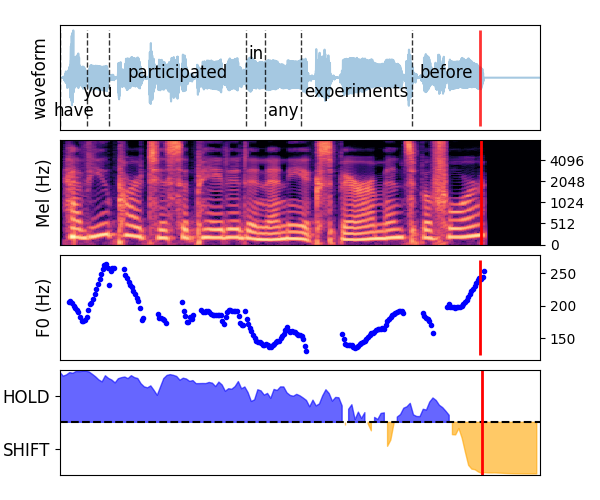 waveform
have
you
participated
in
any
experiments
before
Mel (Hz)
4096
2048
1024
512
0
F0 (Hz)
250
200
150
HOLD
SHIFT